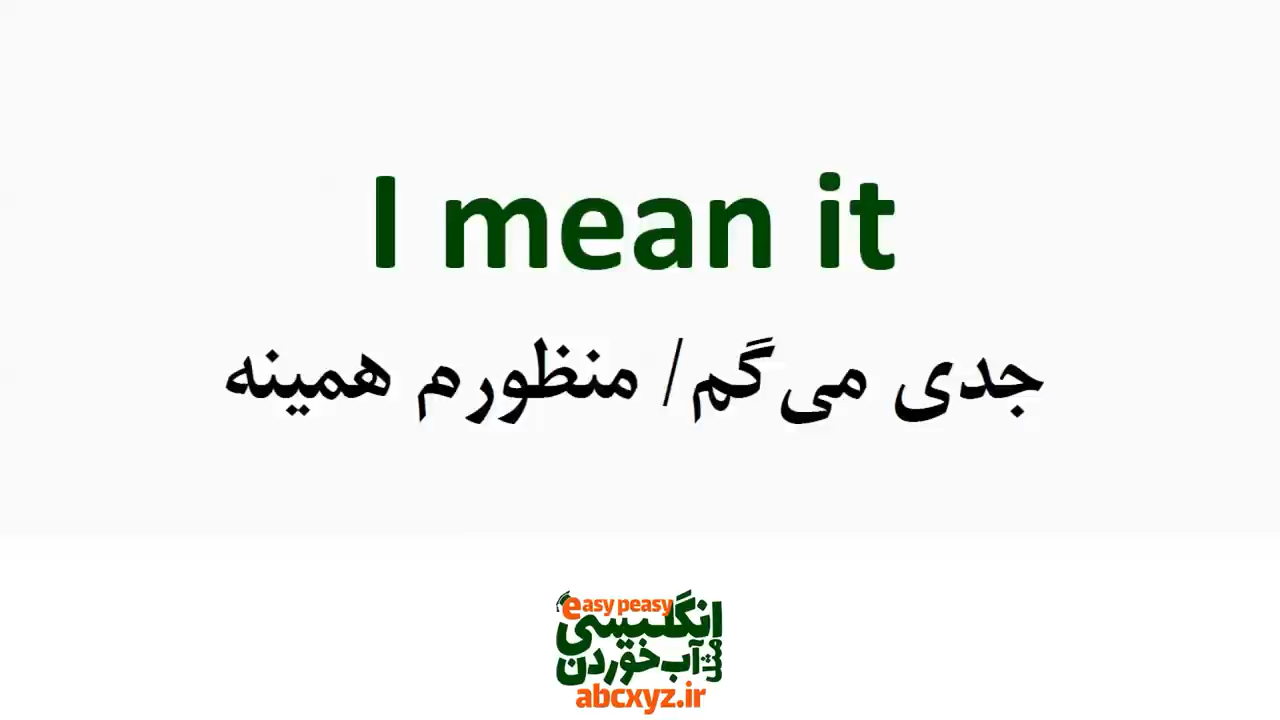 I mean it
جدی می‌گم/ منظورم همینه
easy peasy
انگلیسی
مثل آب خوردن
abcxyz.ir